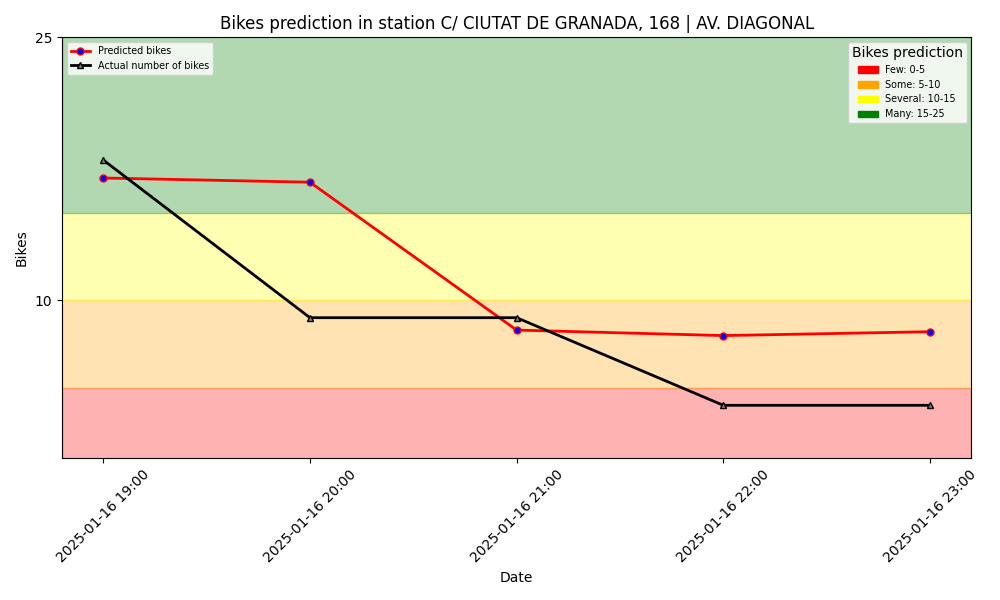 Bikes prediction in station C/ CIUTAT DE GRANADA, 168 | AV. DIAGONAL
25
10
Bikes
Predicted bikes
Actual number of bikes
Bikes prediction
Few: 0-5
Some: 5-10
Several: 10-15
Many: 15-25
2025-01-16 19:00
2025-01-16 20:00
2025-01-16 21:00
2025-01-16 22:00
2025-01-16 23:00
Date